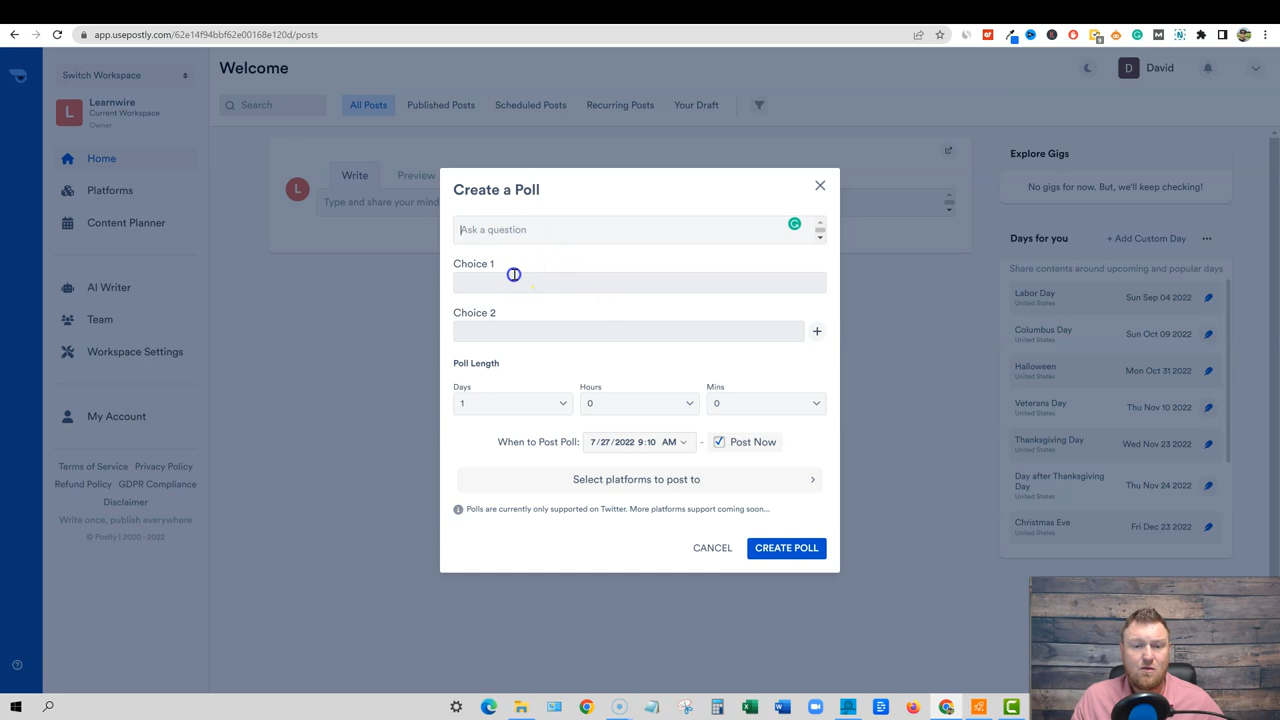 app.usepostly.com/62e14f94bbf62e00168e120d/posts
Switch Workspace
Welcome
D
David
L
Learnwire
Current Workspace
Owner
Search
All Posts
Published Posts
Scheduled Posts
Recurring Posts
Your Draft
Home
Platforms
Content Planner
AI Writer
Team
Workspace Settings
My Account
Terms of Service
Privacy Policy
Refund Policy
GDPR Compliance
Disclaimer
Write once, publish everywhere
© Postly | 2020 - 2022
L
Write
Preview
Type and share your mind
Create a Poll
Ask a question
Choice 1
Choice 2
Poll Length
Days
Hours
Mins
1
0
0
When to Post Poll:
7/27/2022 9:10 AM
-
Post Now
Select platforms to post to
Polls are currently only supported on Twitter. More platforms support coming soon...
CANCEL
CREATE POLL
Explore Gigs
No gigs for now. But, we'll keep checking!
Days for you
+ Add Custom Day
Share contents around upcoming and popular days
Labor Day
United States
Sun Sep 04 2022
Columbus Day
United States
Sun Oct 09 2022
Halloween
United States
Mon Oct 31 2022
Veterans Day
United States
Thu Nov 10 2022
Thanksgiving Day
United States
Wed Nov 23 2022
Day after Thanksgiving
Day
United States
Thu Nov 24 2022
Christmas Eve
United States
Fri Dec 23 2022